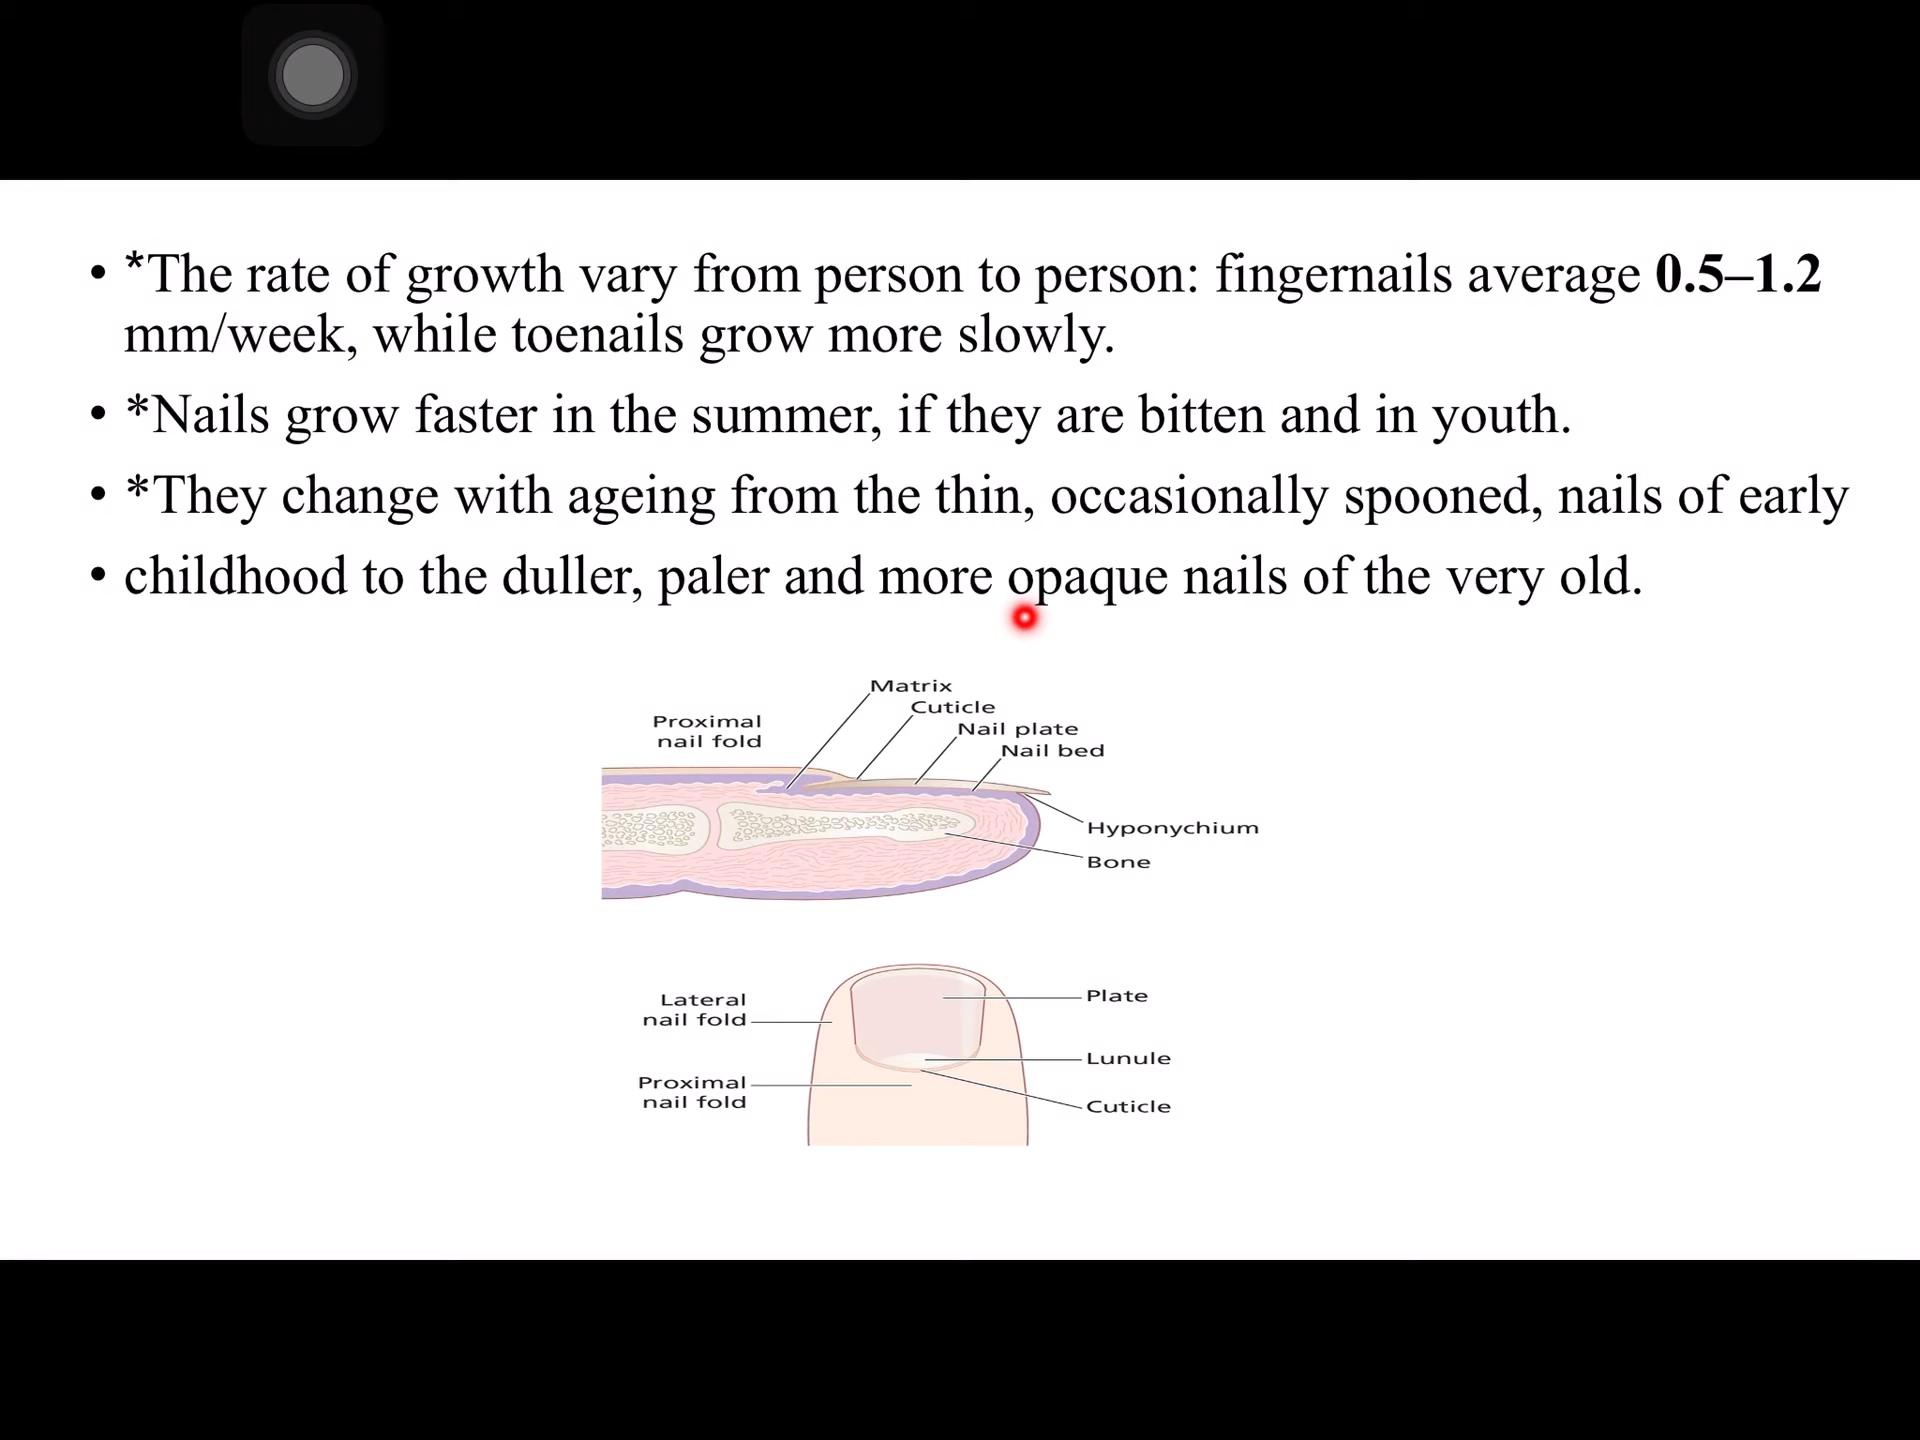 • *The rate of growth vary from person to person: fingernails average 0.5–1.2
mm/week, while toenails grow more slowly.
• *Nails grow faster in the summer, if they are bitten and in youth.
• *They change with ageing from the thin, occasionally spooned, nails of early
• childhood to the duller, paler and more opaque nails of the very old.
Matrix
Cuticle
Nail plate
Nail bed
Proximal
nail fold
Hyponychium
Bone
Lateral
nail fold
Proximal
nail fold
Plate
Lunule
Cuticle